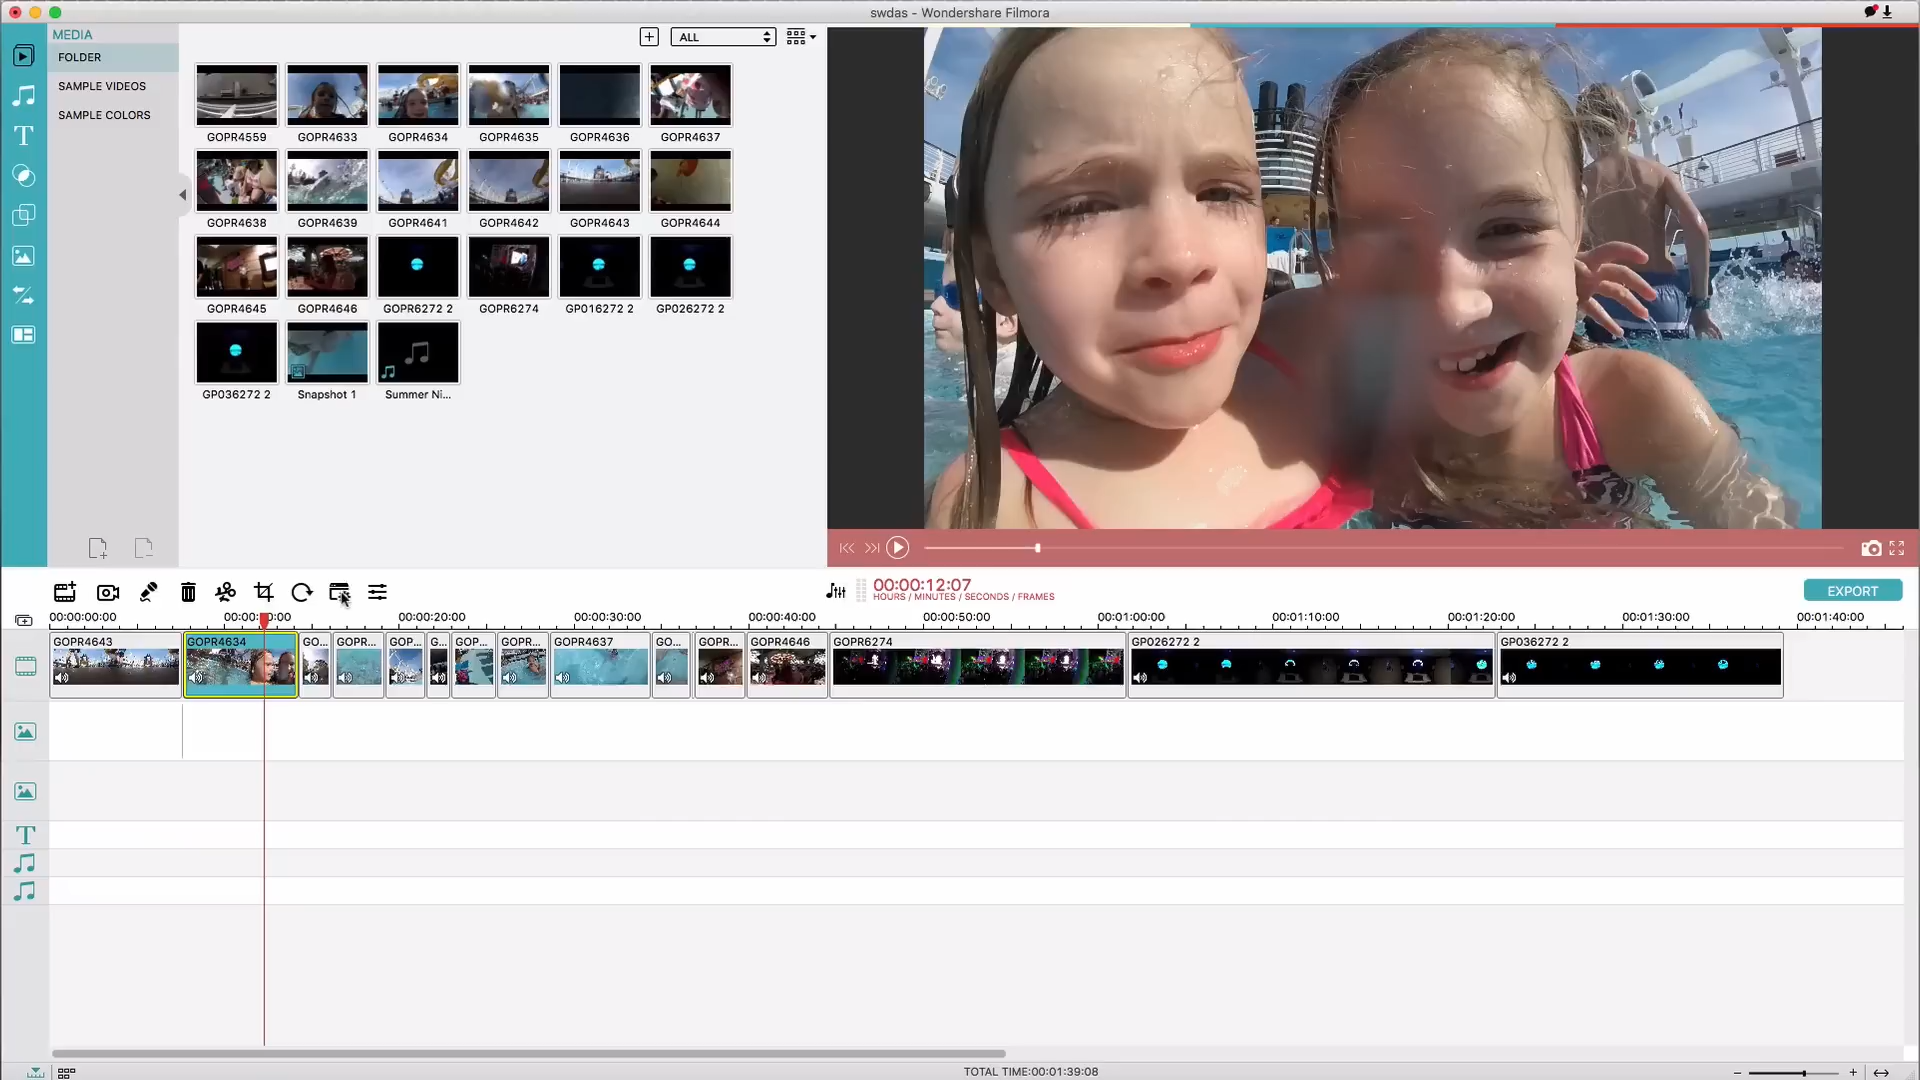 swdas - Wondershare Filmora
MEDIA
FOLDER
SAMPLE VIDEOS
SAMPLE COLORS
ALL
GOPR4559 GOPR4633 GOPR4634 GOPR4635 GOPR4636 GOPR4637
GOPR4638 GOPR4639 GOPR4641 GOPR4642 GOPR4643 GOPR4644
GOPR4645 GOPR4646 GOPR6272 2 GOPR6274 GP016272 2 GP026272 2
GP036272 2 Snapshot 1 Summer Ni...
00:00:12:07
HOURS / MINUTES / SECONDS / FRAMES
EXPORT
00:00:00:00 00:00:20:00 00:00:30:00 00:00:40:00 00:00:50:00 00:01:00:00 00:01:10:00 00:01:20:00 00:01:30:00 00:01:40:00
GOPR4643 GOPR4634 GO... GOPR... GOP... G... GOP... GOPR... GOPR4637 GO... GOPR... GOPR4646 GOPR6274 GP026272 2 GP036272 2
TOTAL TIME:00:01:39:08